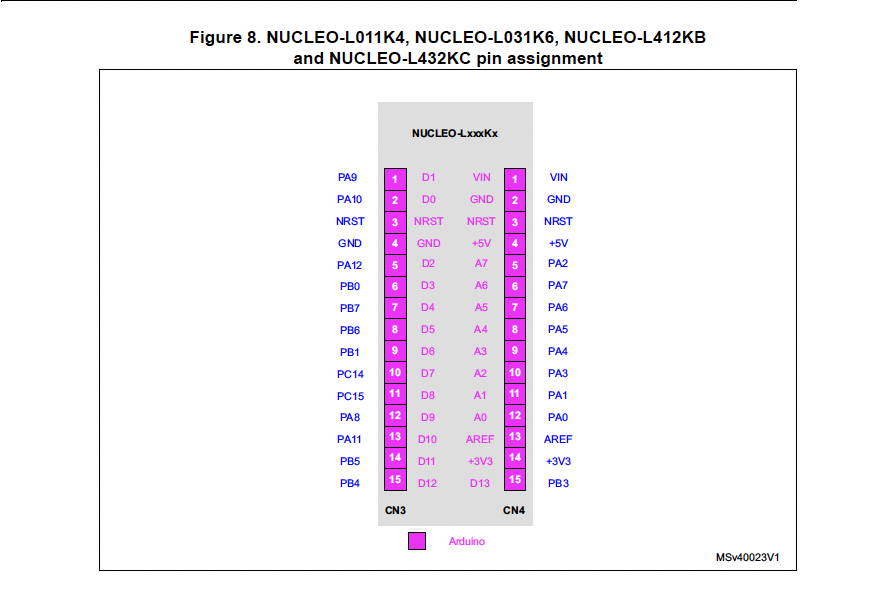 Figure 8. NUCLEO-L011K4, NUCLEO-L031K6, NUCLEO-L412KB
and NUCLEO-L432KC pin assignment
NUCLEO-LxxxKx
PA9 1 D1 VIN 1 VIN
PA10 2 D0 GND 2 GND
NRST 3 NRST NRST 3 NRST
GND 4 GND +5V 4 +5V
PA12 5 D2 A7 5 PA2
PB0 6 D3 A6 6 PA7
PB7 7 D4 A5 7 PA6
PB6 8 D5 A4 8 PA5
PB1 9 D6 A3 9 PA4
PC14 10 D7 A2 10 PA3
PC15 11 D8 A1 11 PA1
PA8 12 D9 A0 12 PA0
PA11 13 D10 AREF 13 AREF
PB5 14 D11 +3V3 14 +3V3
PB4 15 D12 D13 15 PB3
CN3 CN4
Arduino
MSv40023V1